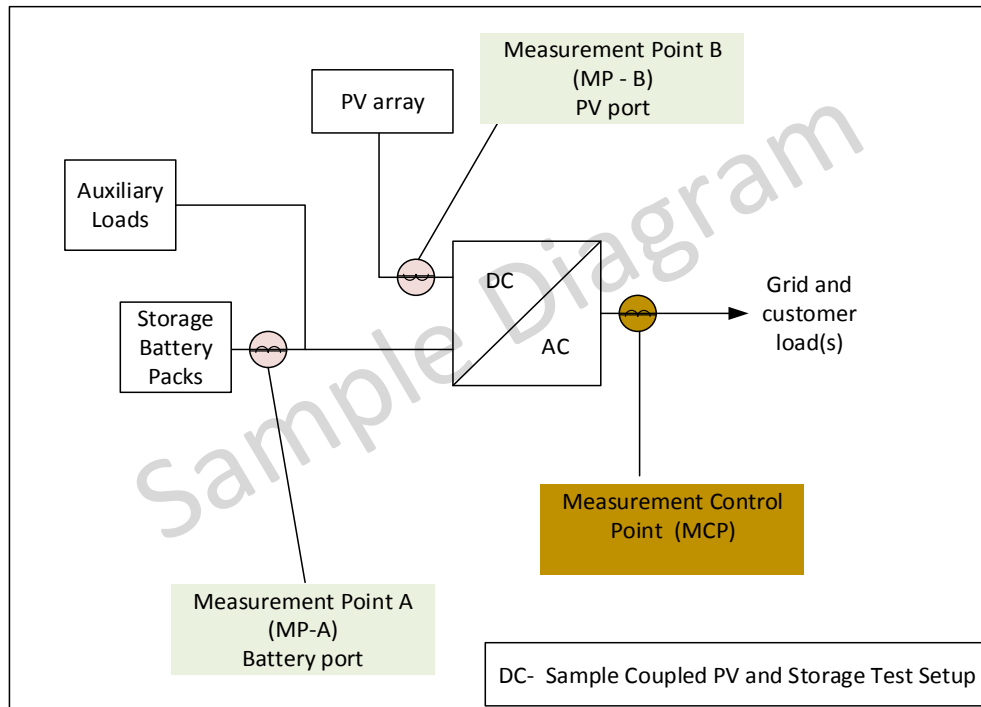 Measurement Point B
(MP - B)
PV port
PV array
Auxiliary
Loads
DC
AC
Storage
Battery
Packs
Grid and
customer
load(s)
Measurement Control
Point  (MCP)
Measurement Point A
(MP-A)
Battery port
DC-  Sample Coupled PV and Storage Test Setup
Sample Diagram